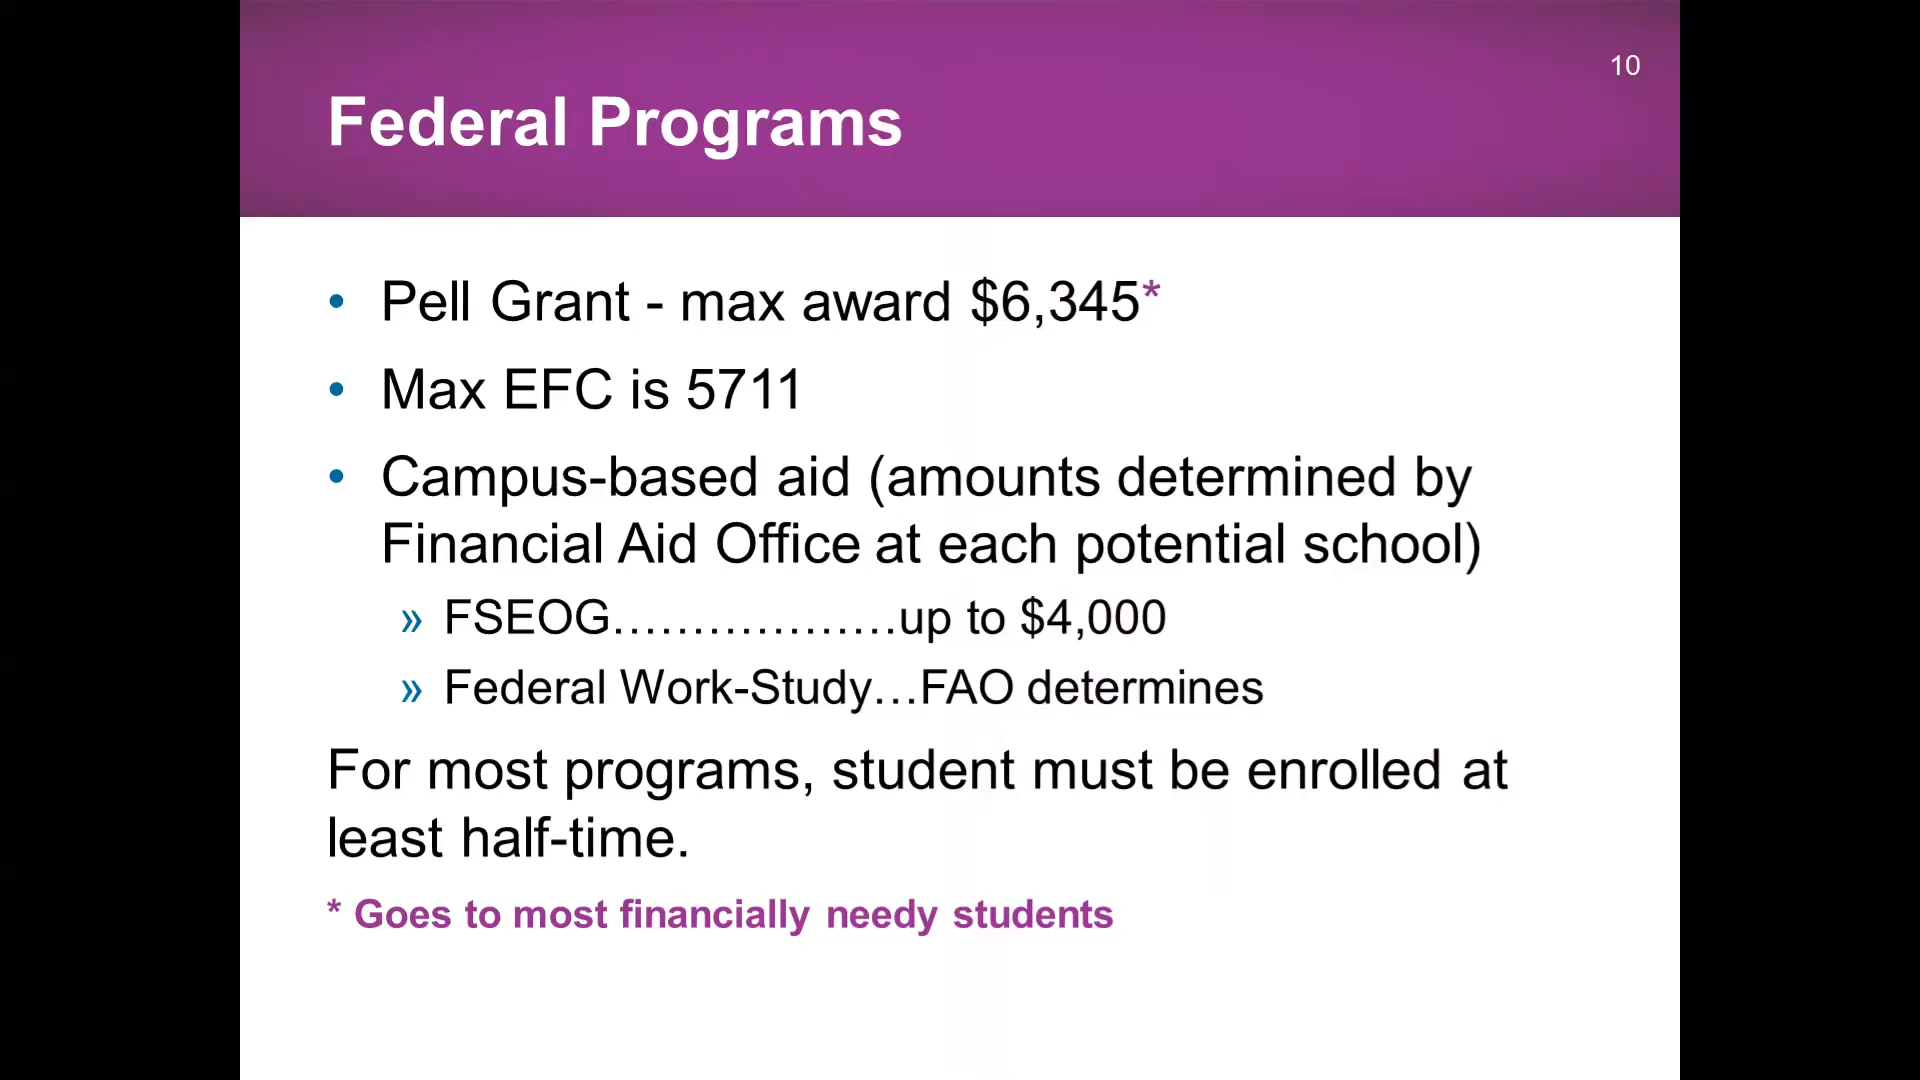 10
Federal Programs
• Pell Grant - max award $6,345*
• Max EFC is 5711
• Campus-based aid (amounts determined by
Financial Aid Office at each potential school)
» FSEOG………………up to $4,000
» Federal Work-Study…FAO determines
For most programs, student must be enrolled at
least half-time.
* Goes to most financially needy students